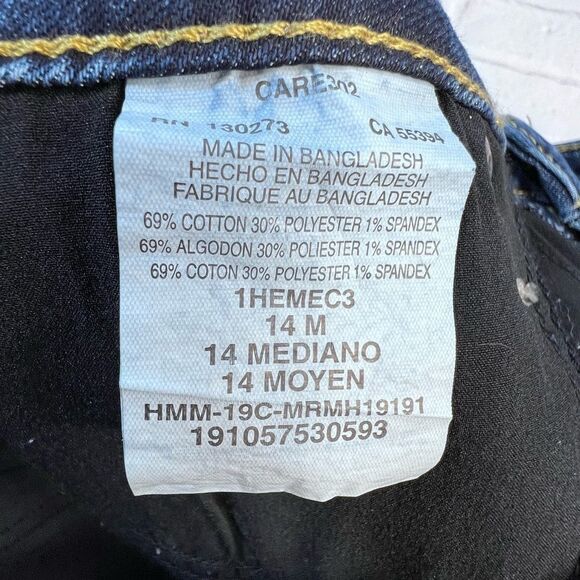 CARE302
RN 130273 CA 55394
MADE IN BANGLADESH
HECHO EN BANGLADESH
FABRIQUE AU BANGLADESH
69% COTTON 30% POLYESTER 1% SPANDEX
69% ALGODON 30% POLIESTER 1% SPANDEX
69% COTON 30% POLYESTER 1% SPANDEX
1HEMEC3
14 M
14 MEDIANO
14 MOYEN
HMM-19C-MRMH19191
191057530593